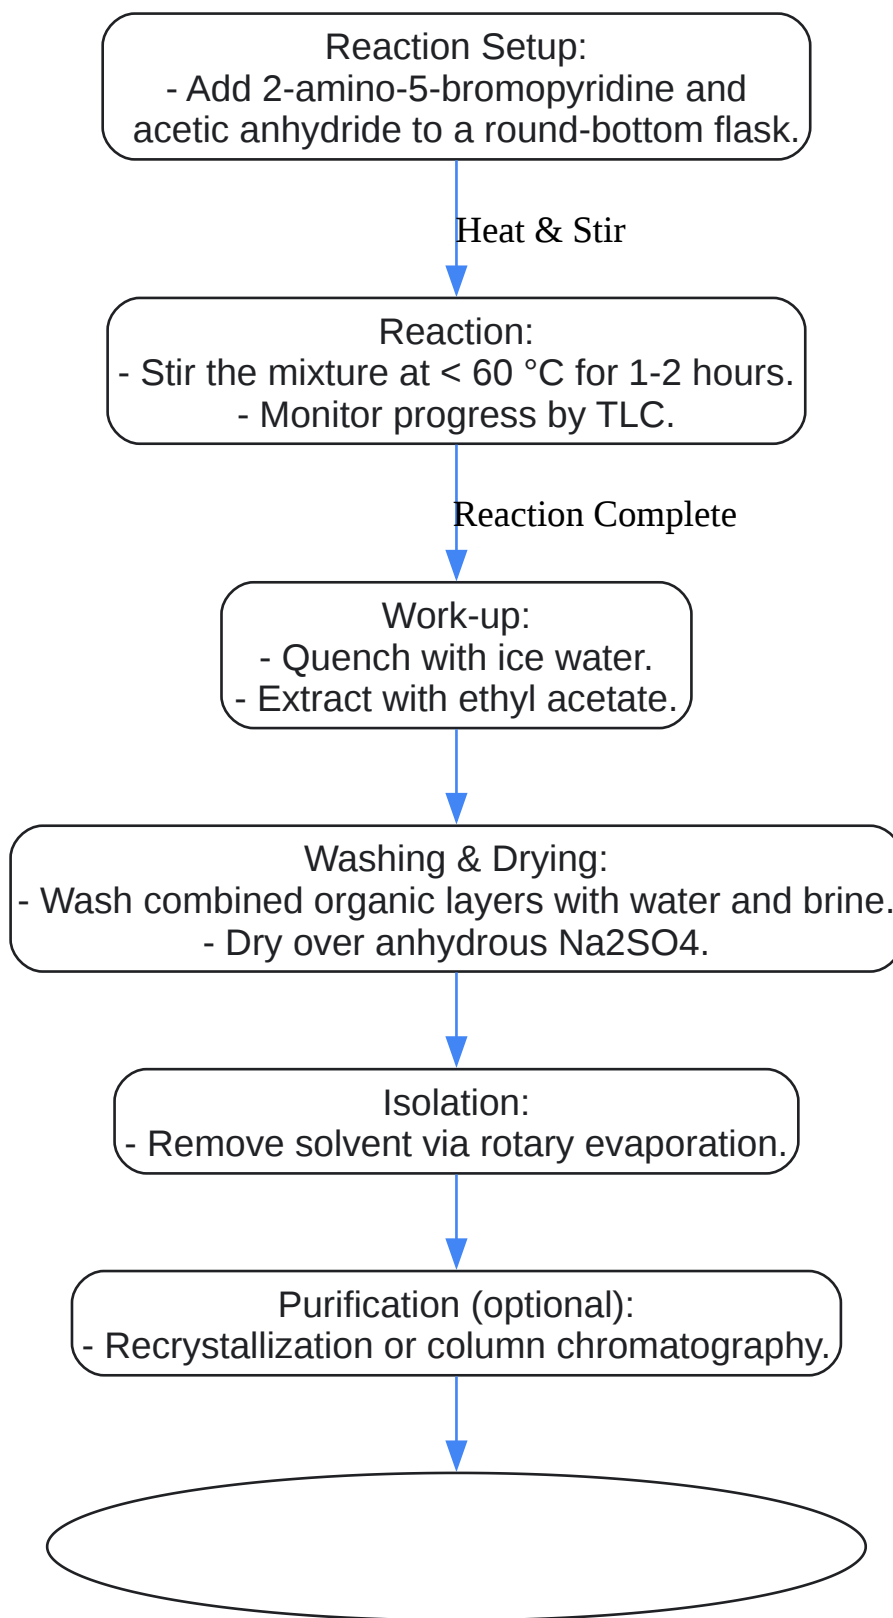 Reaction Setup:
- Add 2-amino-5-bromopyridine and
acetic anhydride to a round-bottom flask.
Heat & Stir
Reaction:
- Stir the mixture at < 60 °C for 1-2 hours.
- Monitor progress by TLC.
Reaction Complete
Work-up:
- Quench with ice water.
- Extract with ethyl acetate.
Washing & Drying:
- Wash combined organic layers with water and brine.
- Dry over anhydrous Na2SO4.
Isolation:
- Remove solvent via rotary evaporation.
Purification (optional):
- Recrystallization or column chromatography.